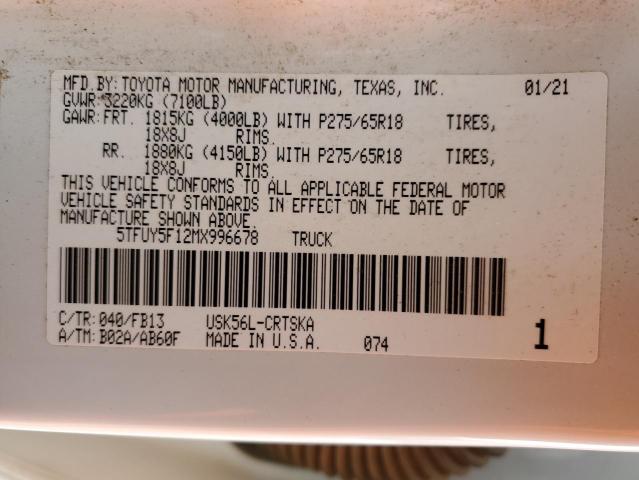 MFD.BY: TOYOTA MOTOR MANUFACTURING, TEXAS, INC. 01/21
GVWR: 3220KG (7100LB)
GAWR: FRT. 1815KG (4000LB) WITH P275/65R18 TIRES,
18X8J RIMS.
RR. 1880KG (4150LB) WITH P275/65R18 TIRES,
18X8J RIMS.
THIS VEHICLE CONFORMS TO ALL APPLICABLE FEDERAL MOTOR
VEHICLE SAFETY STANDARDS IN EFFECT ON THE DATE OF
MANUFACTURE SHOWN ABOVE.
5TFUY5F12MX996678 TRUCK
C/TR: 040/FB13 USK56L-CRTSKA
A/TM: B02A/AB60F MADE IN U.S.A. 074 1